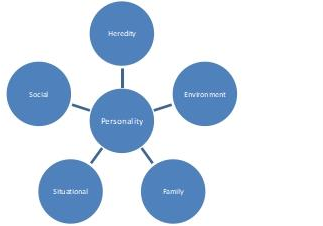 Heredity
Social
Environment
Personality
Situational
Family